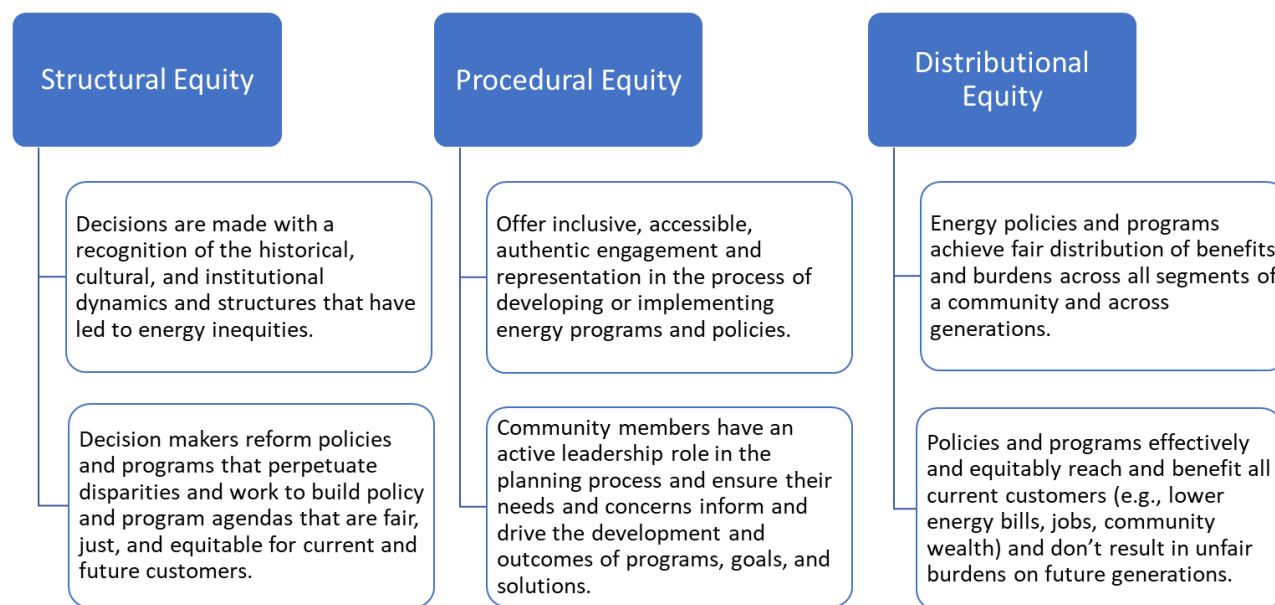 Structural Equity
Decisions are made with a
recognition of the historical,
cultural, and institutional
dynamics and structures that have
led to energy inequities.
Decision makers reform policies
and programs that perpetuate
disparities and work to build policy
and program agendas that are fair,
just, and equitable for current and
future customers.
Procedural Equity
Offer inclusive, accessible,
authentic engagement and
representation in the process of
developing or implementing
energy programs and policies.
Community members have an
active leadership role in the
planning process and ensure their
needs and concerns inform and
drive the development and
outcomes of programs, goals, and
solutions.
Distributional
Equity
Energy policies and programs
achieve fair distribution of benefits
and burdens across all segments of
a community and across
generations.
Policies and programs effectively
and equitably reach and benefit all
current customers (e.g., lower
energy bills, jobs, community
wealth) and don’t result in unfair
burdens on future generations.